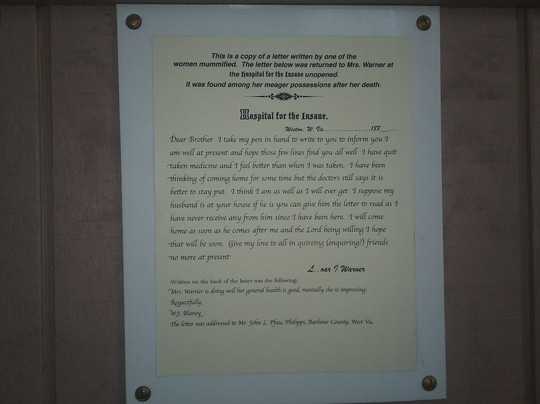 This is a copy of a letter written by one of the
women mummified. The letter below was returned to Mrs. Warner at
the Hospital for the Insane unopened.
It was found among her meager possessions after her death.
Hospital for the Insane.
Weston, W. Va.....................188__
Dear Brother I take my pen in hand to write to you to inform you I
am well at present and hope those few lines find you all well I have quit
taken medicine and I feel better than when I was taken. I have been
thinking of coming home for some time but the doctors still says it is
better to stay put. I think I am as well as I will ever get I suppose my
husband is at your house if he is you can give him the letter to read as I
have never receive any from him since I have been here. I will come
home as soon as he comes after me and the Lord being willing I hope
that will be soon. Give my love to all in quireing (enquiring?) friends
no more at present
L..oar I Warner
Written on the back of the letter was the following:
Mrs. Warner is doing well her general health is good, mentally she is improving.
Respectfully,
W.J. Bluney
The letter was addressed to Mr. John L. Pfau, Philippi, Barbour County, West Va.